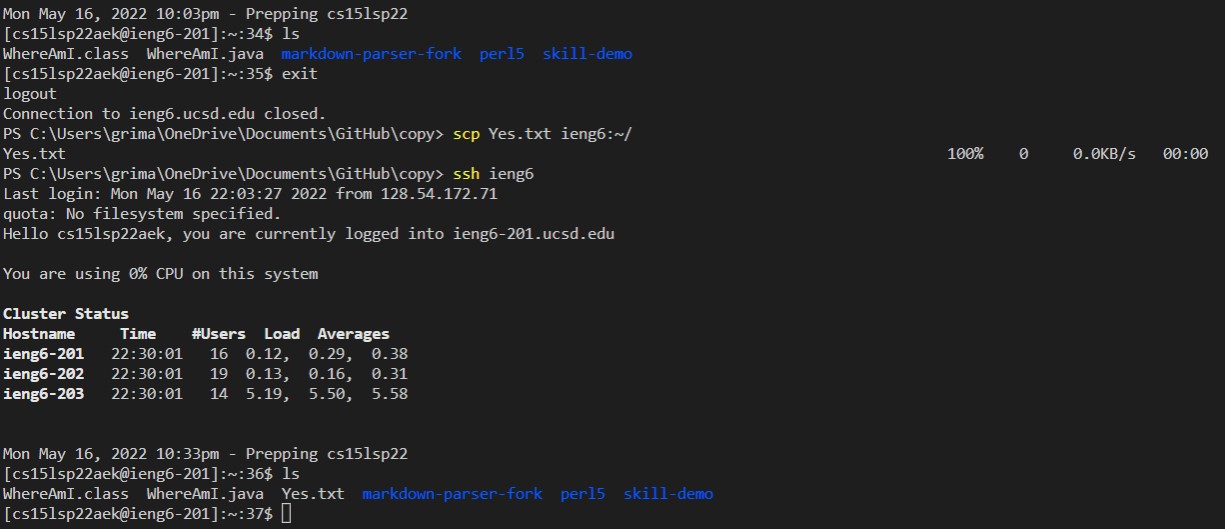 Mon May 16, 2022 10:03pm - Prepping cs15lsp22
[cs15lsp22aek@ieng6-201]:~:34$ ls
WhereAmI.class  WhereAmI.java  markdown-parser-fork  perl5  skill-demo
[cs15lsp22aek@ieng6-201]:~:35$ exit
logout
Connection to ieng6.ucsd.edu closed.
PS C:\Users\grima\OneDrive\Documents\GitHub\copy> scp Yes.txt ieng6:~/
Yes.txt                                                                                                  100%    0     0.0KB/s   00:00
PS C:\Users\grima\OneDrive\Documents\GitHub\copy> ssh ieng6
Last login: Mon May 16 22:03:27 2022 from 128.54.172.71
quota: No filesystem specified.
Hello cs15lsp22aek, you are currently logged into ieng6-201.ucsd.edu

You are using 0% CPU on this system

Cluster Status
Hostname     Time    #Users  Load  Averages
ieng6-201   22:30:01   16  0.12,  0.29,  0.38
ieng6-202   22:30:01   19  0.13,  0.16,  0.31
ieng6-203   22:30:01   14  5.19,  5.50,  5.58


Mon May 16, 2022 10:33pm - Prepping cs15lsp22
[cs15lsp22aek@ieng6-201]:~:36$ ls
WhereAmI.class  WhereAmI.java  Yes.txt  markdown-parser-fork  perl5  skill-demo
[cs15lsp22aek@ieng6-201]:~:37$